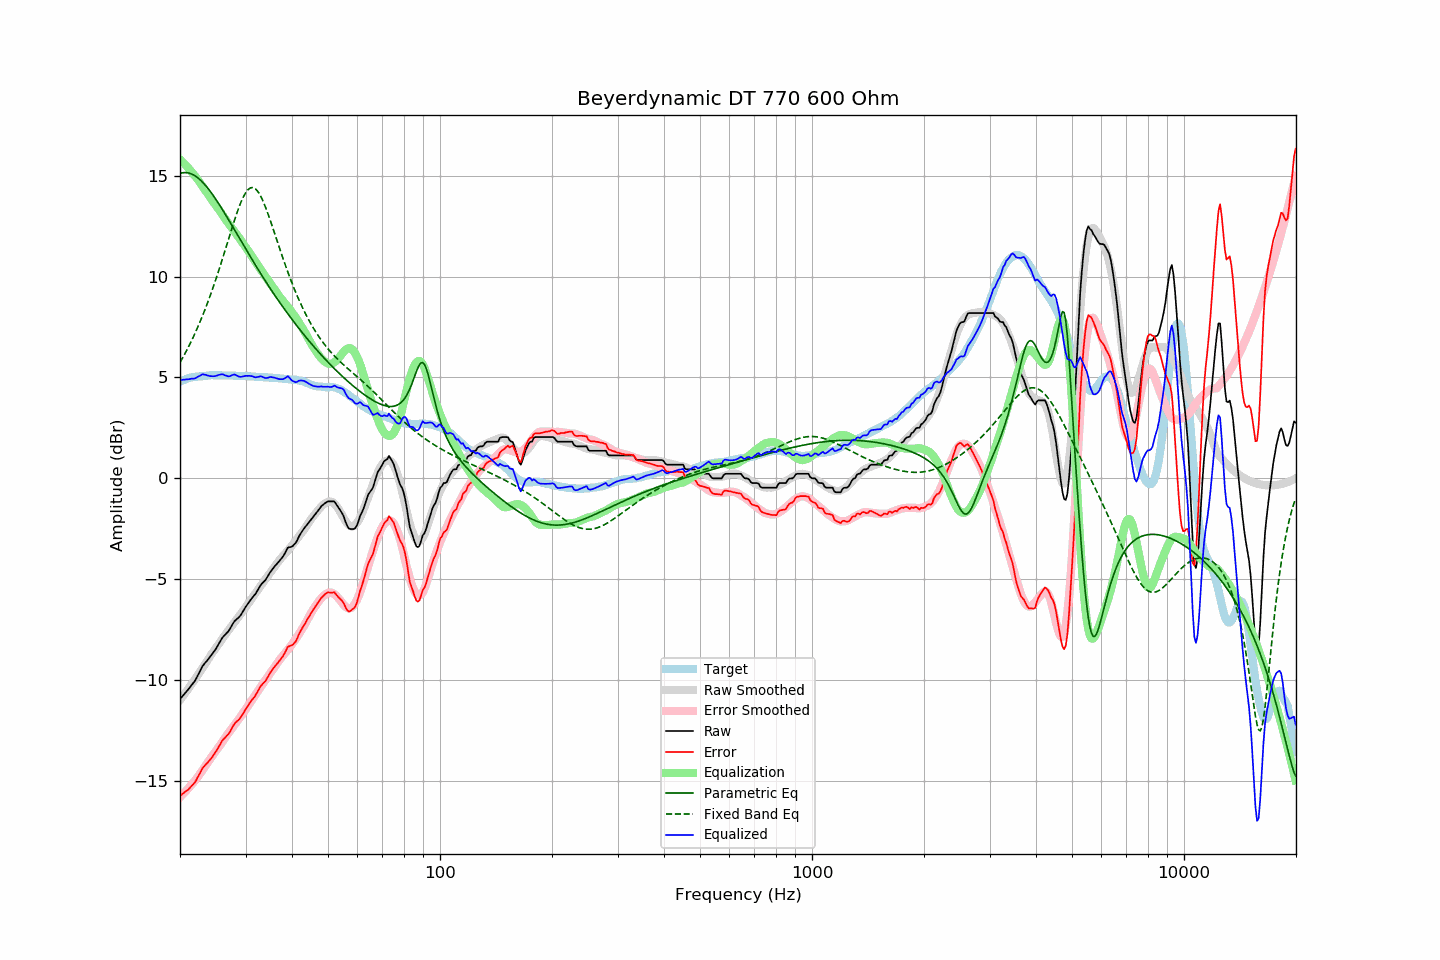 Beyerdynamic DT 770 600 Ohm
Amplitude (dBr)
15
10
5
0
−5
−10
−15
Target
Raw Smoothed
Error Smoothed
Raw
Error
Equalization
Parametric Eq
Fixed Band Eq
Equalized
100
1000
10000
Frequency (Hz)